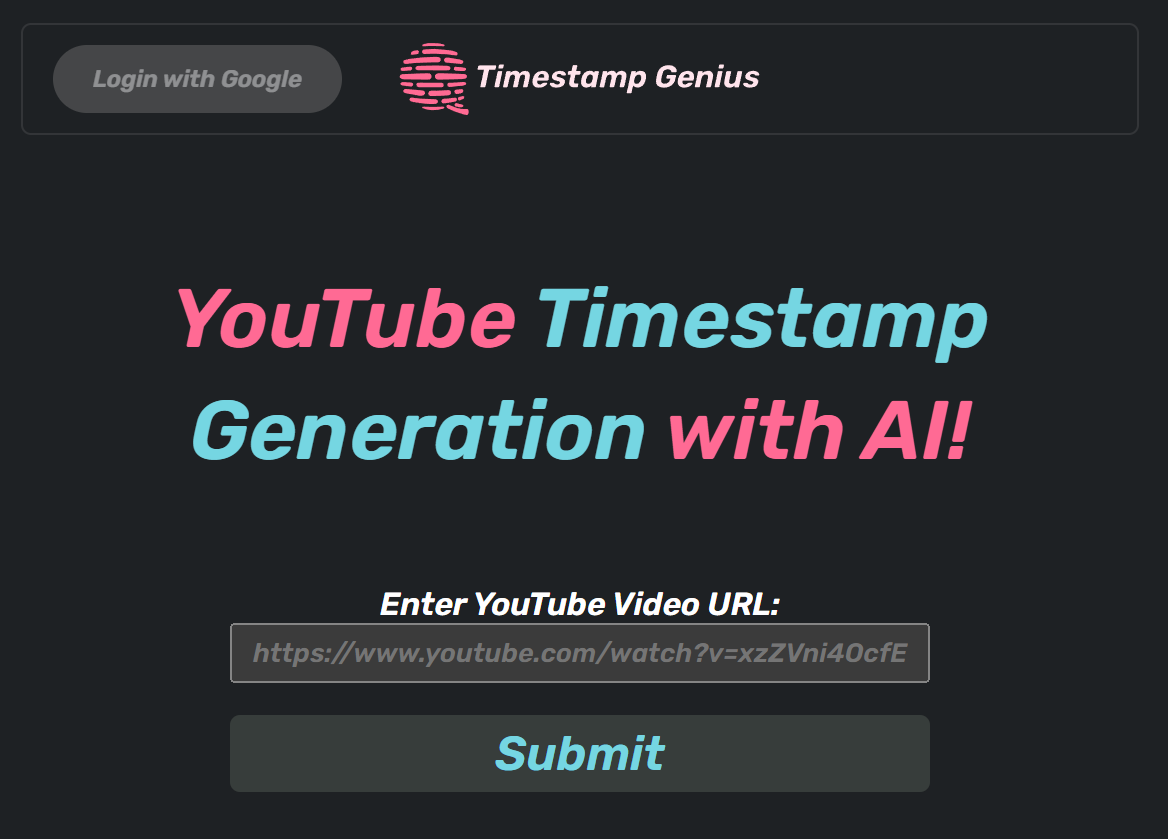 Login with Google
Timestamp Genius
YouTube Timestamp
Generation with AI!
Enter YouTube Video URL:
https://www.youtube.com/watch?v=xzZVni4OcfE
Submit